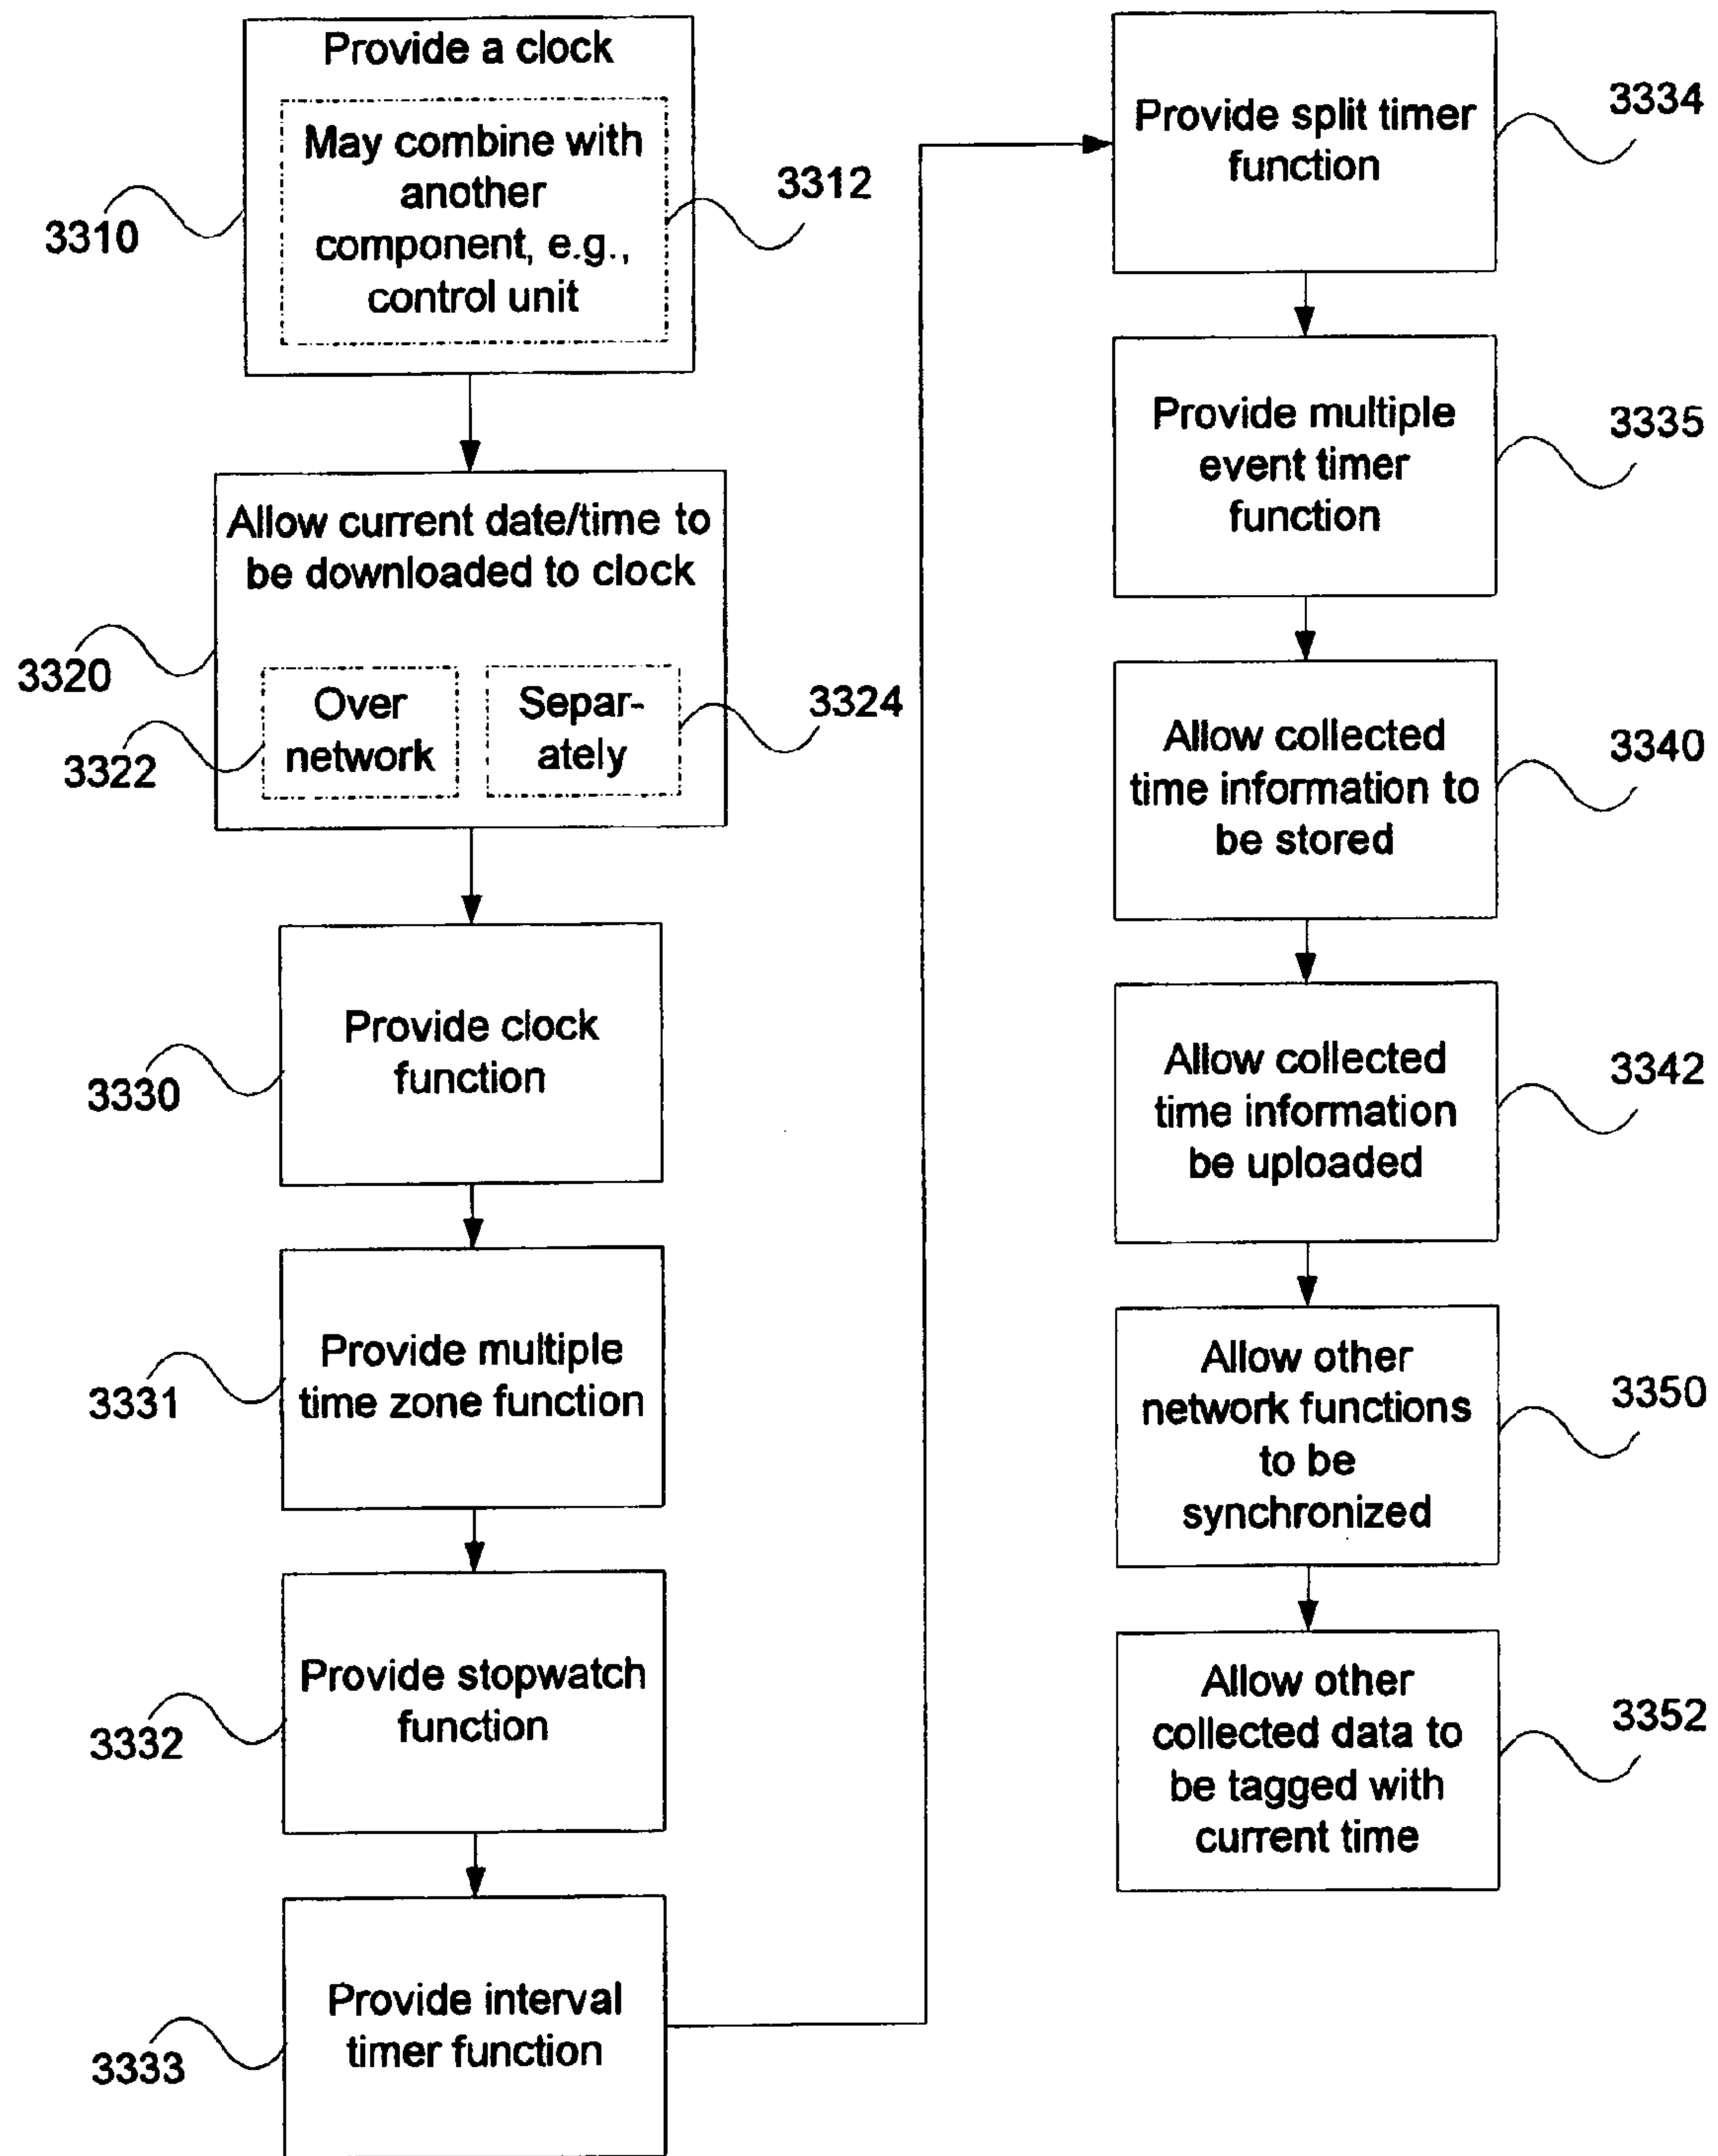 Provide a clock
May combine with
another
component, e.g.,
control unit
3310
3312
Allow current date/time to
be downloaded to clock
3320
Over
network
3322
Separ-
ately
3324
Provide clock
function
3330
Provide multiple
time zone function
3331
Provide stopwatch
function
3332
Provide interval
timer function
3333
Provide split timer
function
3334
Provide multiple
event timer
function
3335
Allow collected
time information to
be stored
3340
Allow collected
time information
be uploaded
3342
Allow other
network functions
to be
synchronized
3350
Allow other
collected data to
be tagged with
current time
3352